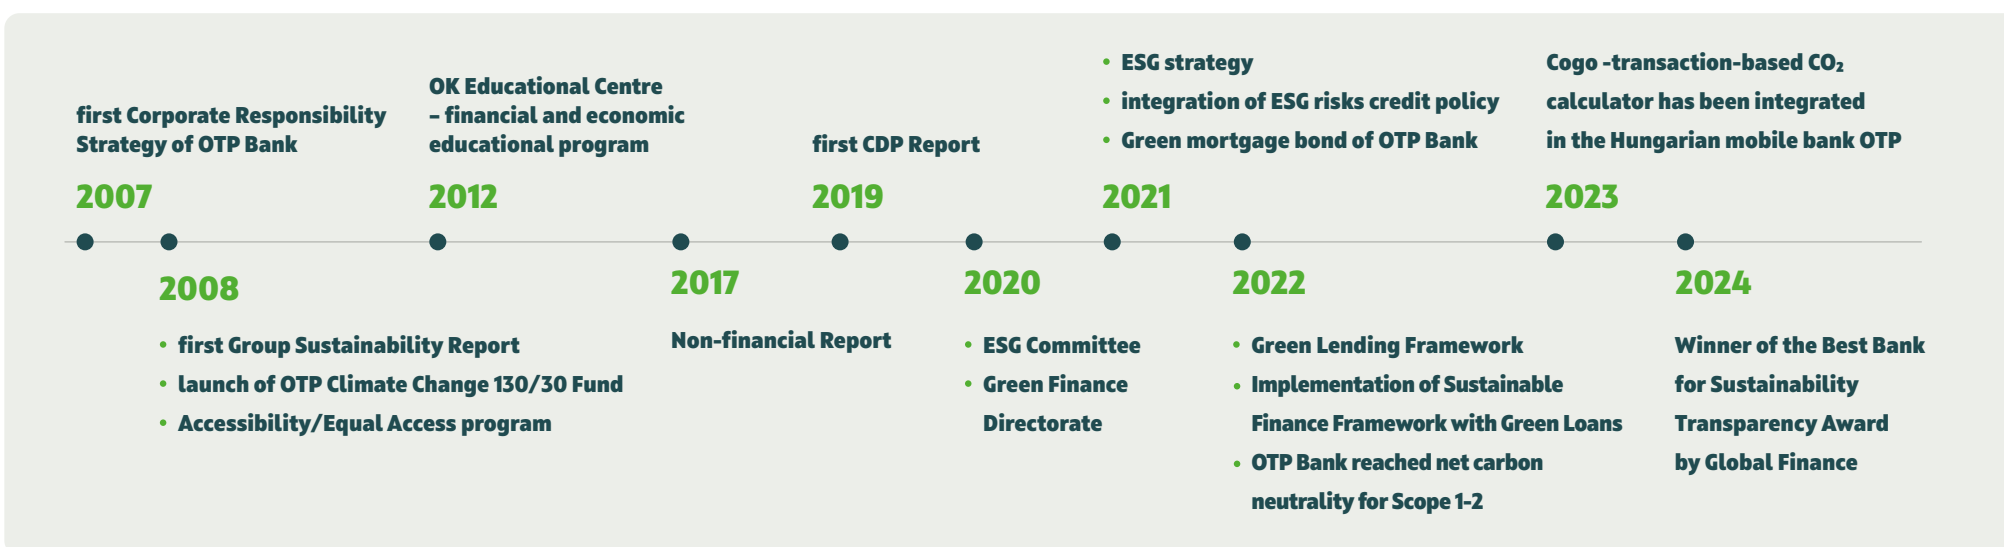 first Corporate Responsibility
Strategy of OTP Bank
2007
2008
• first Group Sustainability Report
• launch of OTP Climate Change 130/30 Fund
• Accessibility/Equal Access program
OK Educational Centre
– financial and economic
educational program
2012
2017
Non-financial Report
first CDP Report
2019
2020
• ESG Committee
• Green Finance
Directorate
• ESG strategy
• integration of ESG risks credit policy
• Green mortgage bond of OTP Bank
2021
2022
• Green Lending Framework
• Implementation of Sustainable
Finance Framework with Green Loans
• OTP Bank reached net carbon
neutrality for Scope 1-2
Cogo -transaction-based CO₂
calculator has been integrated
in the Hungarian mobile bank OTP
2023
2024
Winner of the Best Bank
for Sustainability
Transparency Award
by Global Finance